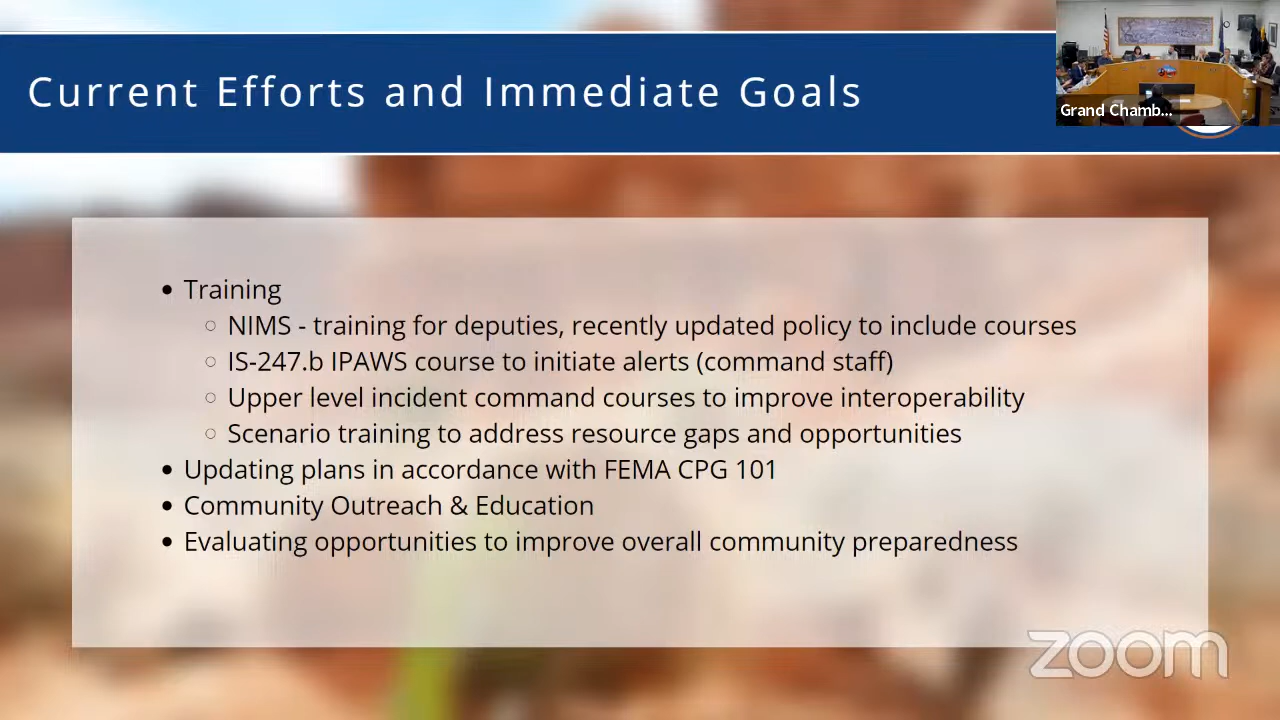 Current Efforts and Immediate Goals
Grand Chamb...
• Training
○ NIMS - training for deputies, recently updated policy to include courses
○ IS-247.b IPAWS course to initiate alerts (command staff)
○ Upper level incident command courses to improve interoperability
○ Scenario training to address resource gaps and opportunities
• Updating plans in accordance with FEMA CPG 101
• Community Outreach & Education
• Evaluating opportunities to improve overall community preparedness
zoom